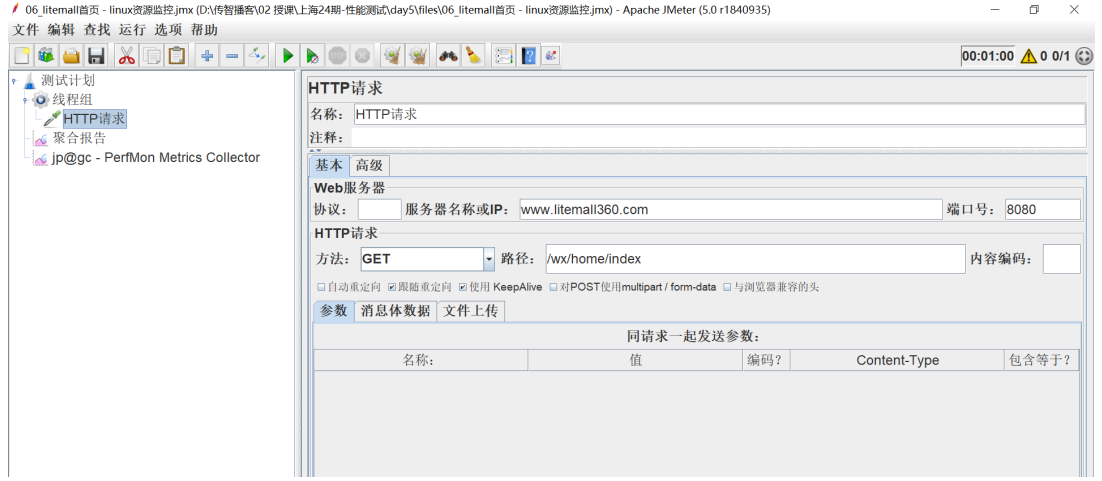 06_litemall首页 - linux资源监控.jmx (D:\传智播客\02 授课\上海24期-性能测试\day5\files\06_litemall首页 - linux资源监控.jmx) - Apache JMeter (5.0 r1840935)
文件 编辑 查找 运行 选项 帮助
00:01:00 0 0/1
测试计划
线程组
HTTP请求
聚合报告
jp@gc - PerfMon Metrics Collector
HTTP请求
名称： HTTP请求
注释：
基本 高级
Web服务器
协议： 服务器名称或IP： www.litemall360.com 端口号： 8080
HTTP请求
方法： GET 路径： /wx/home/index 内容编码：
自动重定向 跟随重定向 使用 KeepAlive 对POST使用multipart / form-data 与浏览器兼容的头
参数 消息体数据 文件上传
同请求一起发送参数：
名称： 值 编码？ Content-Type 包含等于？